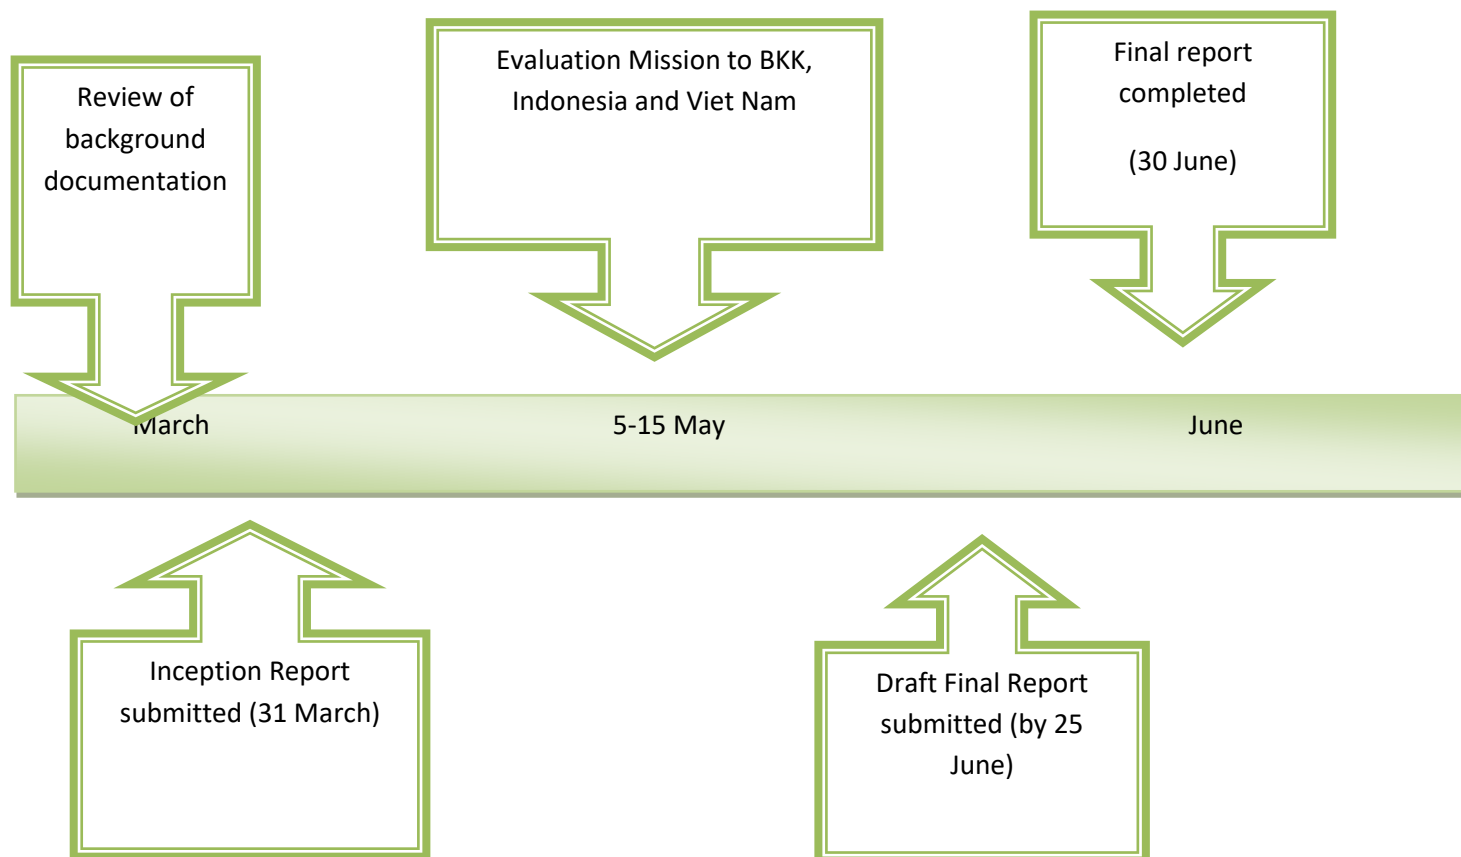 Review of
background
documentation
Evaluation Mission to BKK,
Indonesia and Viet Nam
Final report
completed
(30 June)
March
5-15 May
June
Inception Report
submitted (31 March)
Draft Final Report
submitted (by 25
June)